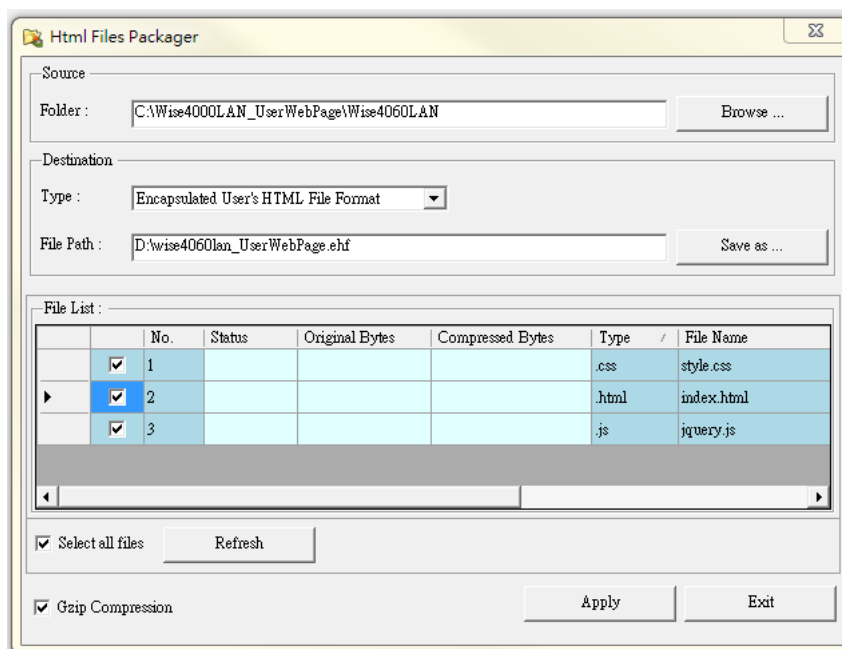 Html Files Packager
Source
Folder : C:\Wise4000LAN_UserWebPage\Wise4060LAN Browse ...
Destination
Type : Encapsulated User's HTML File Format
File Path : D:\wise4060lan_UserWebPage.ehf Save as ...
File List :
No. Status Original Bytes Compressed Bytes Type File Name
1 .css style.css
2 .html index.html
3 .js jquery.js
Select all files Refresh
Gzip Compression Apply Exit